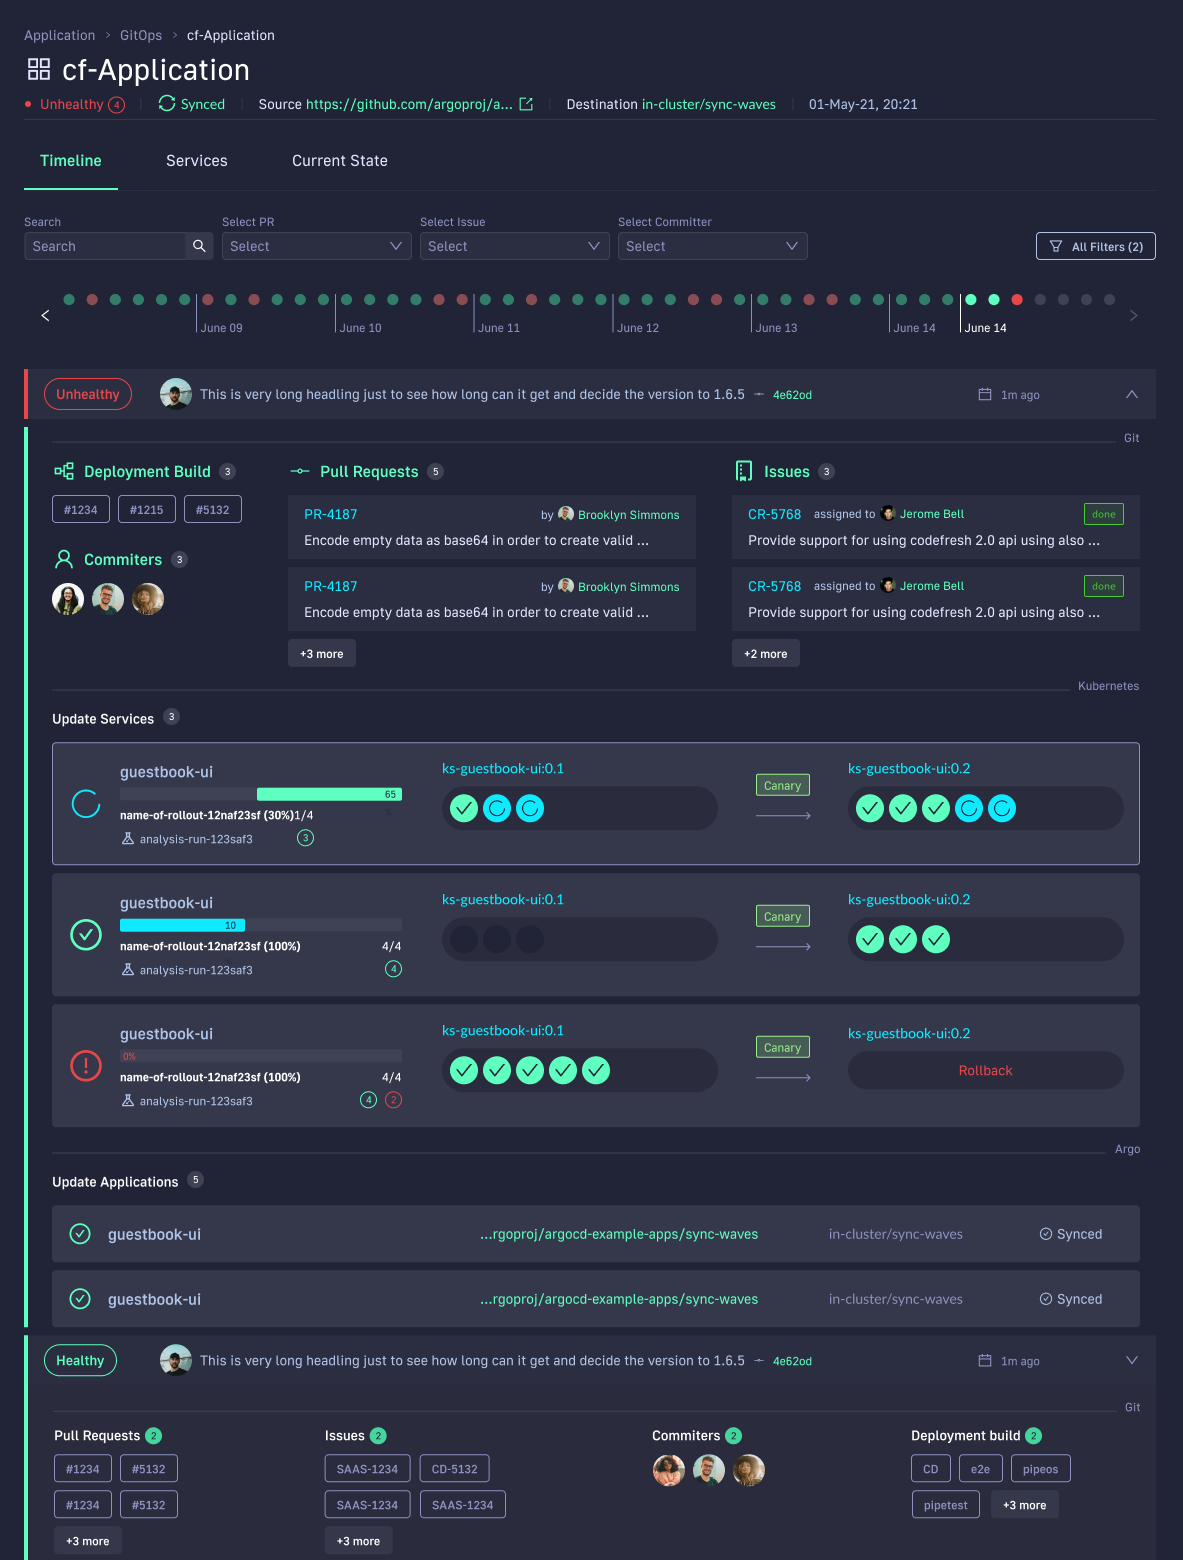 Application > GitOps > cf-Application
cf-Application
Unhealthy 4 Synced Source https://github.com/argoproj/a... Destination in-cluster/sync-waves 01-May-21, 20:21
Timeline Services Current State
Search Select PR Select Issue Select Committer
Search Select Select Select All Filters (2)
June 09 June 10 June 11 June 12 June 13 June 14 June 14
Unhealthy This is very long headling just to see how long can it get and decide the version to 1.6.5 4e62od 1m ago
Git
Deployment Build 3 Pull Requests 5 Issues 3
#1234 #1215 #5132
PR-4187 by Brooklyn Simmons
Encode empty data as base64 in order to create valid ...
CR-5768 assigned to Jerome Bell done
Provide support for using codefresh 2.0 api using also ...
Commiters 3
PR-4187 by Brooklyn Simmons
Encode empty data as base64 in order to create valid ...
CR-5768 assigned to Jerome Bell done
Provide support for using codefresh 2.0 api using also ...
+3 more +2 more
Kubernetes
Update Services 3
guestbook-ui ks-guestbook-ui:0.1 Canary ks-guestbook-ui:0.2
65
name-of-rollout-12naf23sf (30%)1/4
analysis-run-123saf3 3
guestbook-ui ks-guestbook-ui:0.1 Canary ks-guestbook-ui:0.2
10
name-of-rollout-12naf23sf (100%) 4/4
analysis-run-123saf3 4
guestbook-ui ks-guestbook-ui:0.1 Canary ks-guestbook-ui:0.2
0%
name-of-rollout-12naf23sf (100%) 4/4 Rollback
analysis-run-123saf3 4 2
Argo
Update Applications 5
guestbook-ui ...rgoproj/argocd-example-apps/sync-waves in-cluster/sync-waves Synced
guestbook-ui ...rgoproj/argocd-example-apps/sync-waves in-cluster/sync-waves Synced
Healthy This is very long headling just to see how long can it get and decide the version to 1.6.5 4e62od 1m ago
Git
Pull Requests 2 Issues 2 Commiters 2 Deployment build 2
#1234 #5132 SAAS-1234 CD-5132 CD e2e pipeos
#1234 #5132 SAAS-1234 SAAS-1234 pipetest +3 more
+3 more +3 more